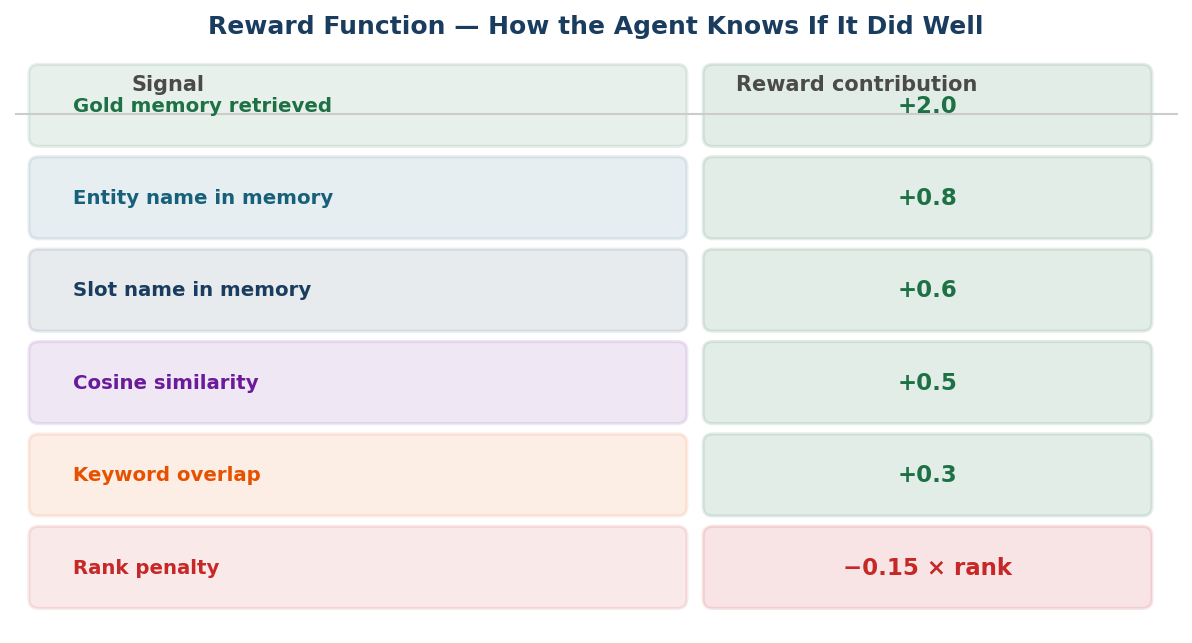 Reward Function — How the Agent Knows If It Did Well
Signal Reward contribution
Gold memory retrieved +2.0
Entity name in memory +0.8
Slot name in memory +0.6
Cosine similarity +0.5
Keyword overlap +0.3
Rank penalty −0.15 × rank